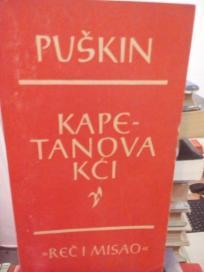 PUŠKIN
KAPE-
TANOVA
KĆI
»REČ I MISAO«